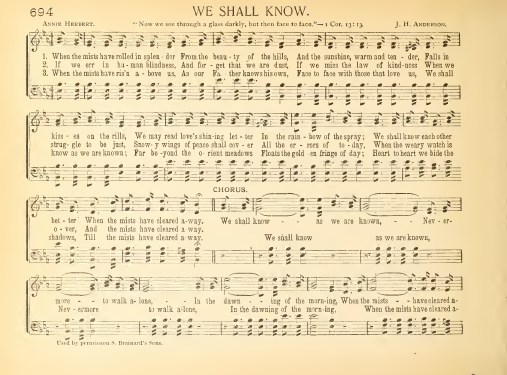 694
WE SHALL KNOW.
ANNIE HERBERT.
"Now we see through a glass darkly, but then face to face."—1 Cor. 13: 13
J. H. ANDERSON.
1. When the mists have rolled in splen - dor From the beau - ty of the hills, And the sunshine, warm and ten - der, Falls in
2. If we err in hu - man blindness, And for - get that we are dust, If we miss the law of kind - ness When we
3. When the mists have ris'n a - bove us, As our Fa - ther knows his own, Face to face with those that love us, We shall
kiss - es on the rills, We may read love's shin-ing let - ter In the rain - bow of the spray; We shall know each other
strug - gle to be just, Snow-y wings of peace shall cov - er All the er - rors of to-day, When the weary watch is
know as we are known; Far be-yond the o - rient meadows Floats the gold-en fringe of day; Heart to heart we bide the
CHORUS.
bet - ter When the mists have cleared a-way. We shall know - - - as we are known, - - Nev - er-
o - ver, And the mists have cleared a way.
shadows, Till the mists have cleared a way. We shall know as we are known,
more - - to walk a-lone, - - In the dawn - - ing of the morn-ing, When the mists - - have cleared a-
Nev - ermore to walk alone, In the dawning of the morn-ing, When the mists have cleared a-
Used by permission S. Brainard's Sons.